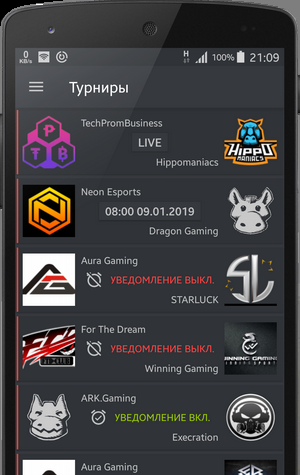 0
KB/s
H
100%
21:09
Турниры
TechPromBusiness
LIVE
Hippomaniacs
P
T
B
HIPPO
MANIACS
Neon Esports
08:00 09.01.2019
Dragon Gaming
Aura Gaming
УВЕДОМЛЕНИЕ ВЫКЛ.
STARLUCK
For The Dream
УВЕДОМЛЕНИЕ ВЫКЛ.
Winning Gaming
WINNING GAMING
ARK.Gaming
УВЕДОМЛЕНИЕ ВКЛ.
Execration
Aura Gaming